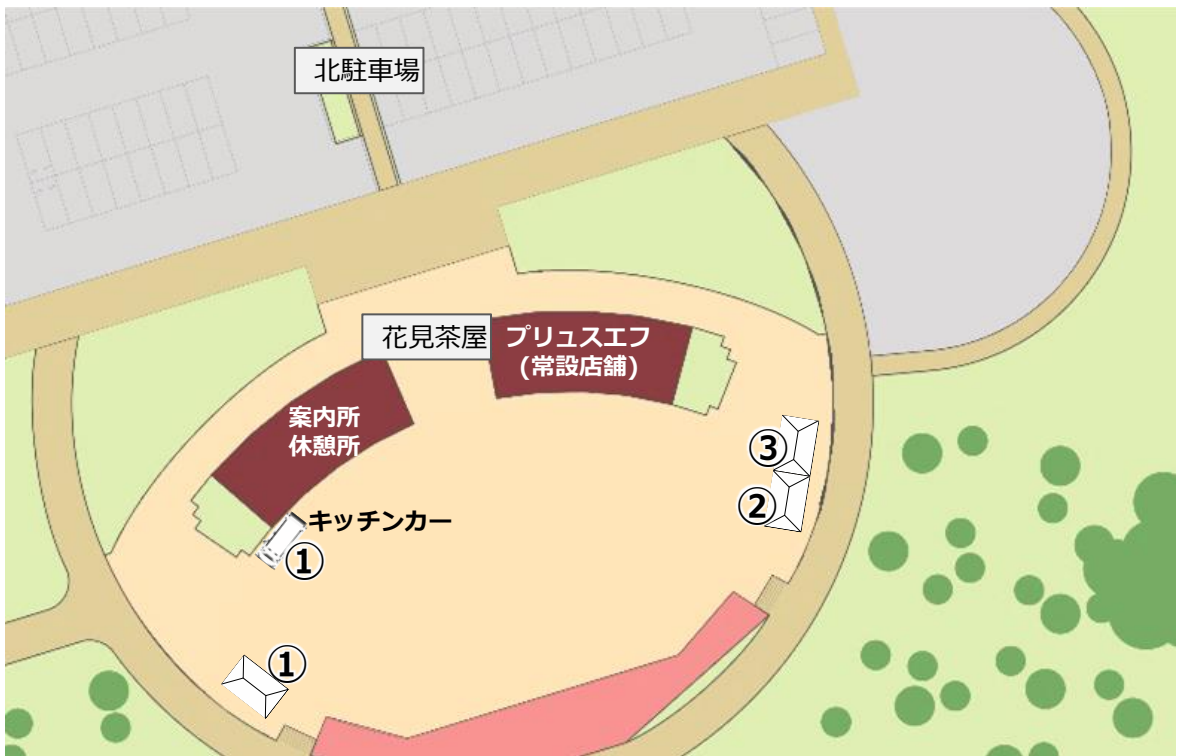 北駐車場
花見茶屋
プリュスエフ
(常設店舗)
案内所
休憩所
③
②
キッチンカー
①
①